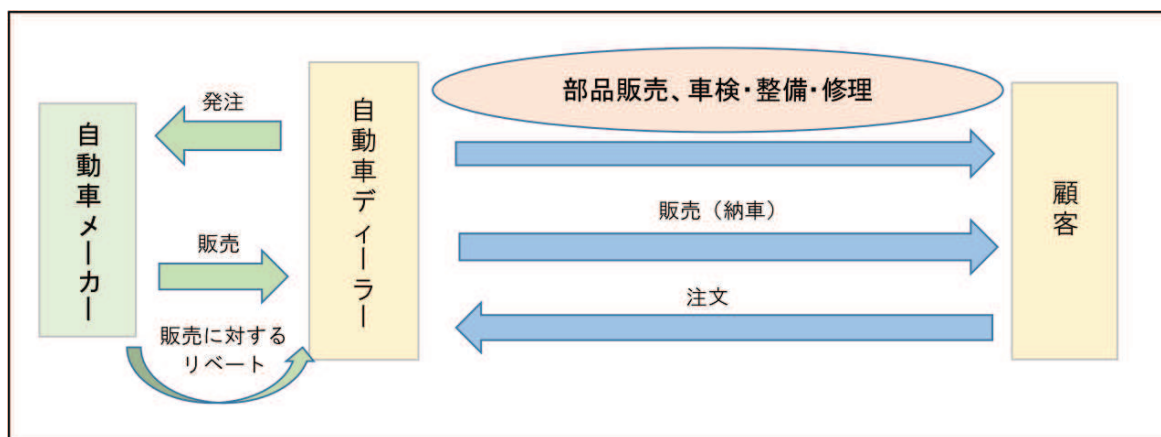 自動車メーカー
発注
販売
販売に対する
リベート
自動車ディーラー
部品販売、車検・整備・修理
販売（納車）
注文
顧客